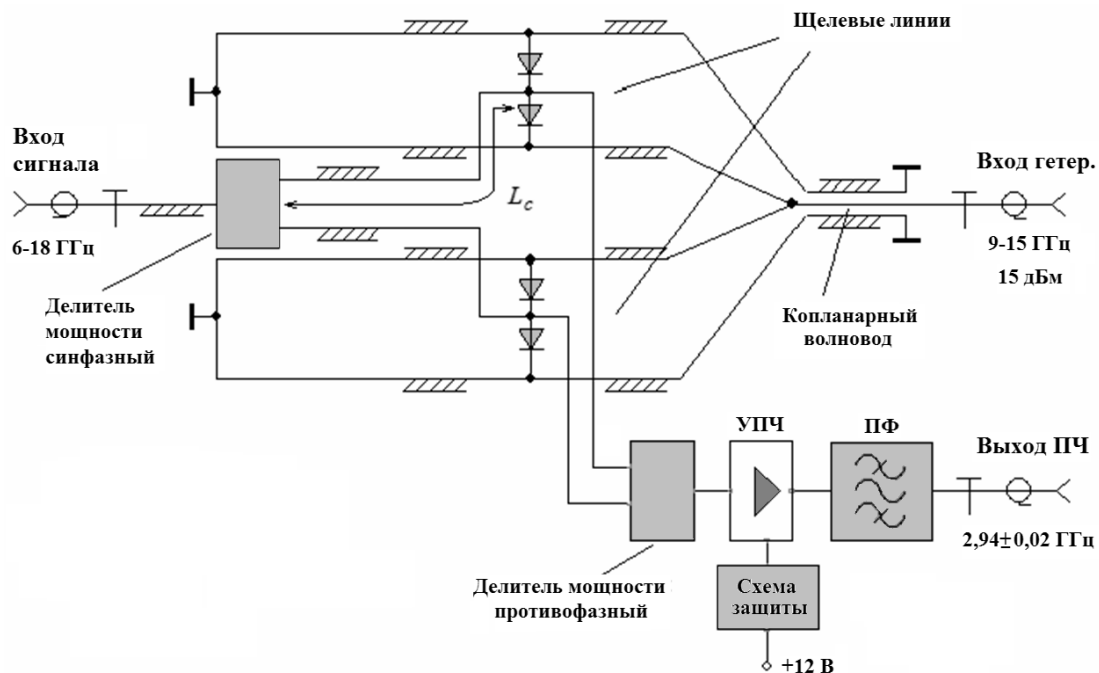 Щелевые линии
Вход
сигнала
6-18 ГГц
Делитель
мощности
синфазный
Lc
Вход гетер.
9-15 ГГц
15 дБм
Копланарный
волновод
УПЧ
ПФ
Выход ПЧ
2,94±0,02 ГГц
Делитель мощности
противофазный
Схема
защиты
+12 В